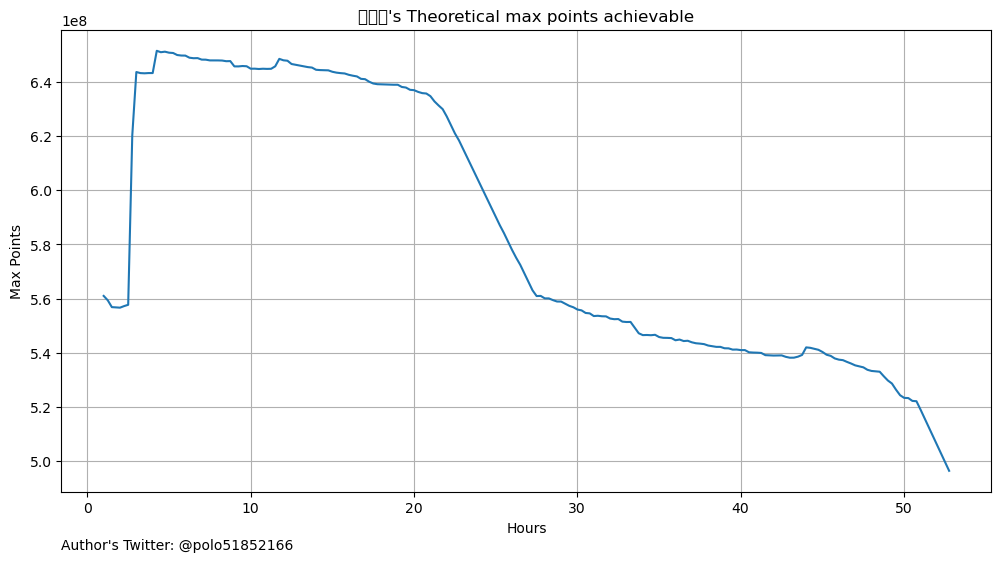 's Theoretical max points achievable
1e8
6.4
6.2
6.0
5.8
5.6
5.4
5.2
5.0
Max Points
0
10
20
30
40
50
Hours
Author's Twitter: @polo51852166